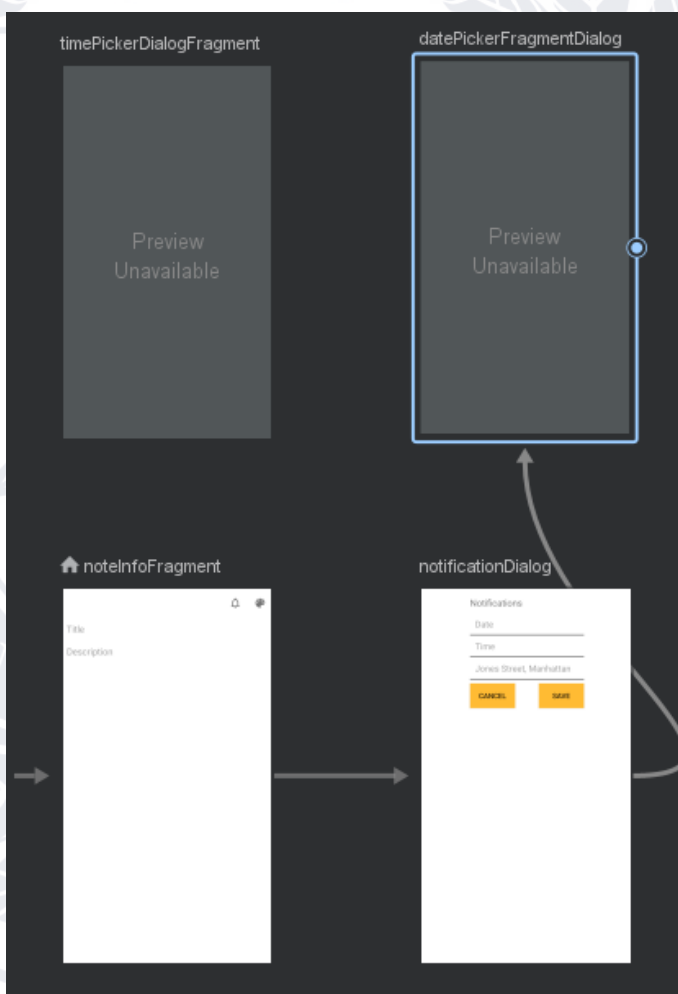 timePickerDialogFragment
datePickerFragmentDialog
Preview
Unavailable
Preview
Unavailable
noteInfoFragment
notificationDialog
Title
Description
Notifications
Date
Time
Jones Street, Manhattan
CANCEL
SAVE